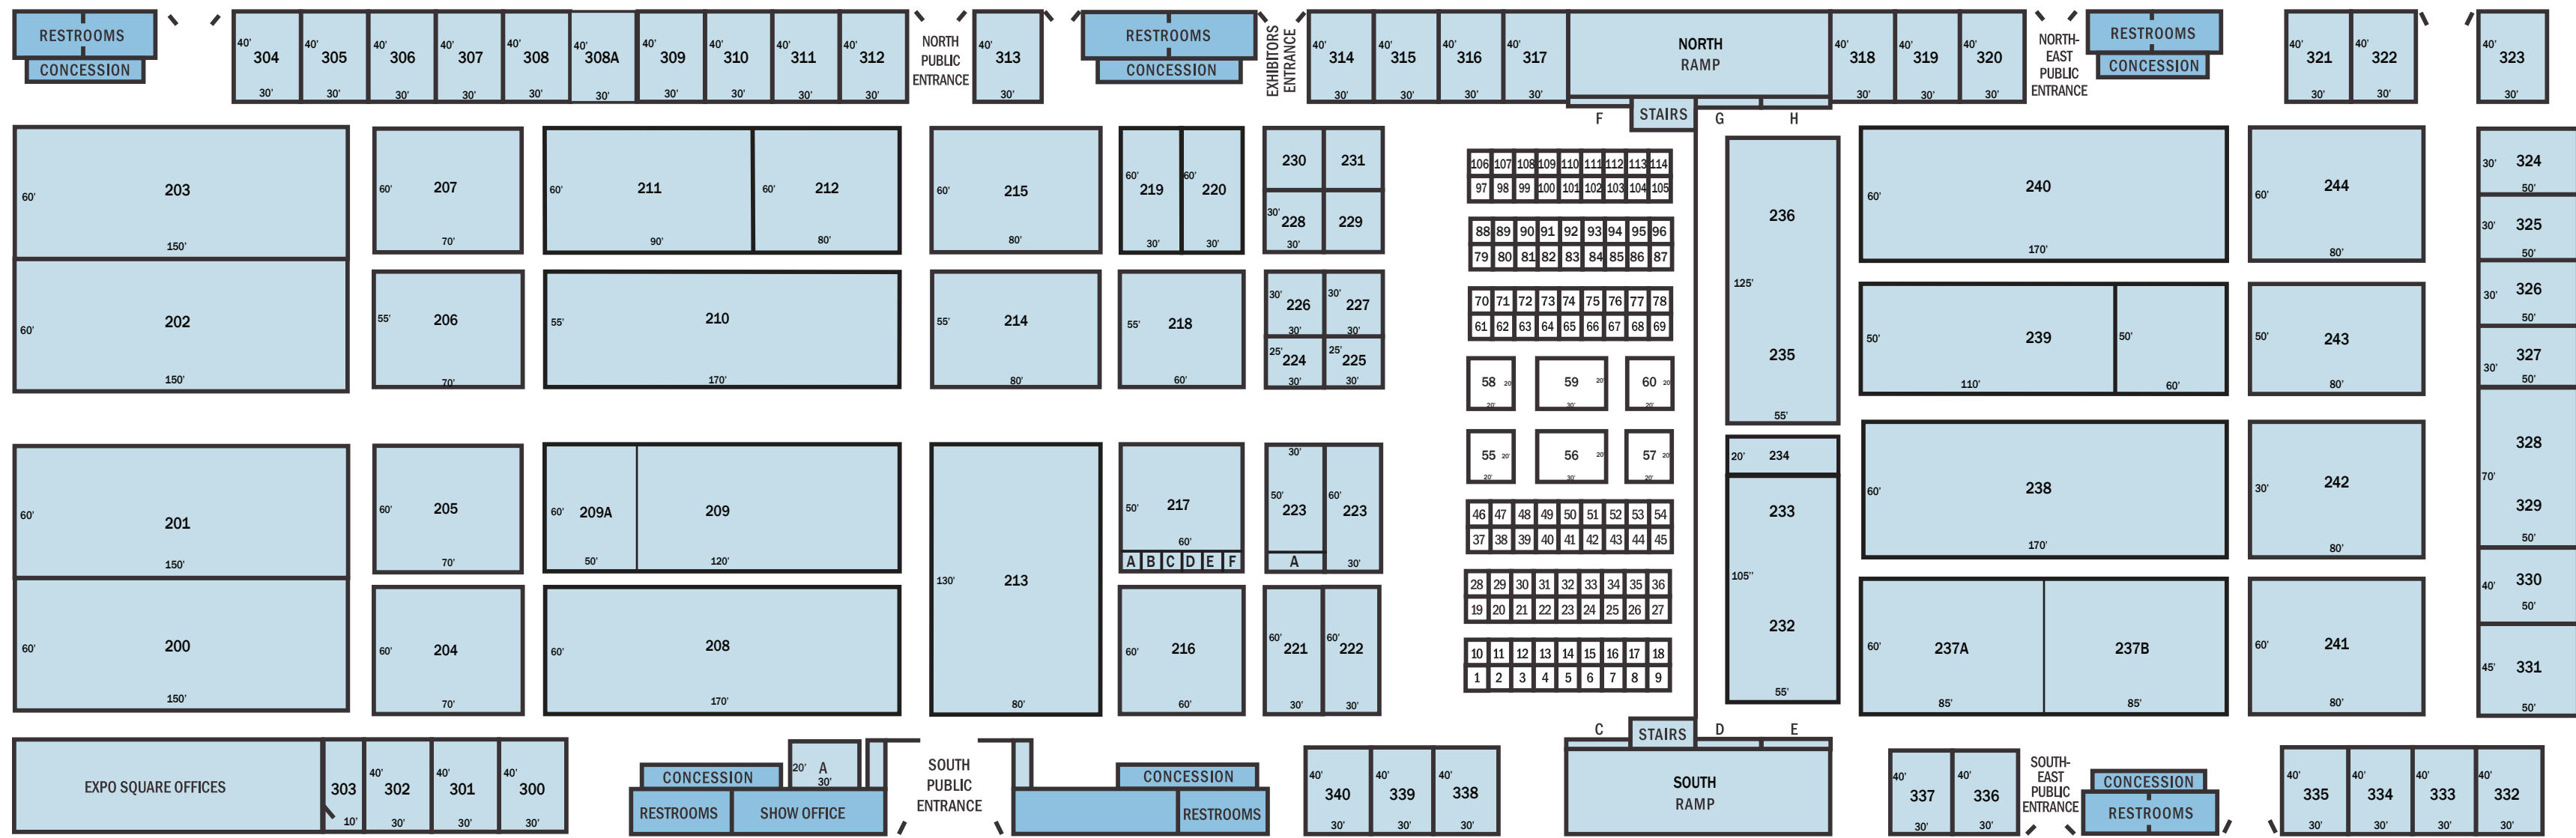 RESTROOMS
CONCESSION
40' 304 30'
40' 305 30'
40' 306 30'
40' 307 30'
40' 308 30'
40' 308A 30'
40' 309 30'
40' 310 30'
40' 311 30'
40' 312 30'
NORTH
PUBLIC
ENTRANCE
40' 313 30'
RESTROOMS
CONCESSION
EXHIBITORS
ENTRANCE
40' 314 30'
40' 315 30'
40' 316 30'
40' 317 30'
NORTH
RAMP
40' 318 30'
40' 319 30'
40' 320 30'
NORTH-
EAST
PUBLIC
ENTRANCE
RESTROOMS
CONCESSION
40' 321 30'
40' 322 30'
40' 323 30'
F
STAIRS
G
H
60' 203 150'
60' 207 70'
60' 211 90'
60' 212 80'
60' 215 80'
60' 219 30'
60' 220 30'
230
231
30' 228 30'
229
106 107 108 109 110 111 112 113 114
97 98 99 100 101 102 103 104 105
88 89 90 91 92 93 94 95 96
79 80 81 82 83 84 85 86 87
70 71 72 73 74 75 76 77 78
61 62 63 64 65 66 67 68 69
236
125'
235
55'
60' 240 170'
60' 244 80'
30' 324 50'
30' 325 50'
30' 326 50'
30' 327 50'
60' 202 150'
55' 206 70'
55' 210 170'
55' 214 80'
55' 218 60'
30' 226 30'
30' 227 30'
25' 224 30'
25' 225 30'
58 20' 20'
59 20' 30'
60 20' 20'
50' 239 110'
50' 60'
50' 243 80'
55 20' 20'
56 20' 30'
57 20' 20'
20' 234
60' 201 150'
60' 205 70'
60' 209A 50'
209 120'
130' 213 80'
50' 217 60'
A B C D E F
30'
50' 223
A
60' 223 30'
46 47 48 49 50 51 52 53 54
37 38 39 40 41 42 43 44 45
28 29 30 31 32 33 34 35 36
19 20 21 22 23 24 25 26 27
10 11 12 13 14 15 16 17 18
1 2 3 4 5 6 7 8 9
233
105"
232
55'
60' 238 170'
30' 242 80'
328
70'
329
50'
40' 330 50'
45' 331 50'
60' 200 150'
60' 204 70'
60' 208 170'
60' 216 60'
60' 221 30'
60' 222 30'
60' 237A 85'
237B 85'
60' 241 80'
EXPO SQUARE OFFICES
303 10'
40' 302 30'
40' 301 30'
40' 300 30'
CONCESSION
20' A 30'
RESTROOMS
SHOW OFFICE
SOUTH
PUBLIC
ENTRANCE
CONCESSION
RESTROOMS
40' 340 30'
40' 339 30'
40' 338 30'
C
STAIRS
D
E
SOUTH
RAMP
40' 337 30'
40' 336 30'
SOUTH-
EAST
PUBLIC
ENTRANCE
CONCESSION
RESTROOMS
40' 335 30'
40' 334 30'
40' 333 30'
40' 332 30'